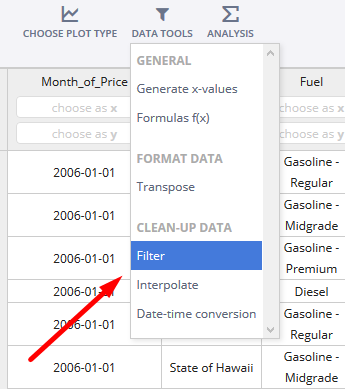 CHOOSE PLOT TYPE DATA TOOLS ANALYSIS
GENERAL
Generate x-values
Formulas f(x)
FORMAT DATA
Transpose
CLEAN-UP DATA
Filter
Interpolate
Date-time conversion
Month_of_Price Fuel
choose as x choose as x
choose as y choose as y
2006-01-01 Gasoline -
Regular
2006-01-01 Gasoline -
Midgrade
2006-01-01 Gasoline -
Premium
2006-01-01 Diesel
2006-01-01 Gasoline -
Regular
2006-01-01 State of Hawaii Gasoline -
Midgrade